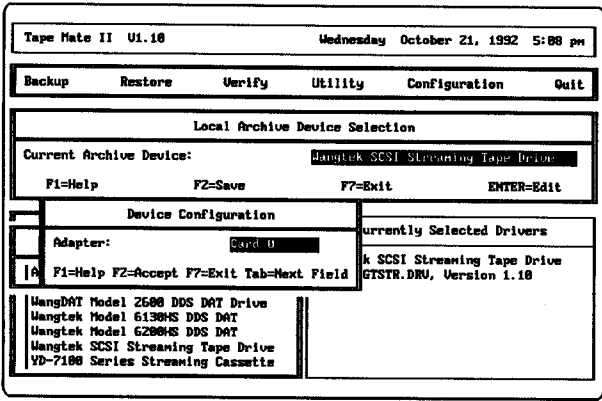 Tape Mate II V1.10 Wednesday October 21, 1992 5:08 pm
Backup Restore Verify Utility Configuration Quit
Local Archive Device Selection
Current Archive Device: Wangtek SCSI Streaming Tape Drive
F1=Help F2=Save F7=Exit ENTER=Edit
Device Configuration
Adapter: Card 0
F1=Help F2=Accept F7=Exit Tab=Next Field
urrently Selected Drivers
k SCSI Streaming Tape Drive
GTSTR.DRV, Version 1.10
A
WangDAT Model 2600 DDS DAT Drive
Wangtek Model 6130HS DDS DAT
Wangtek Model 6200HS DDS DAT
Wangtek SCSI Streaming Tape Drive
YD-7100 Series Streaming Cassette